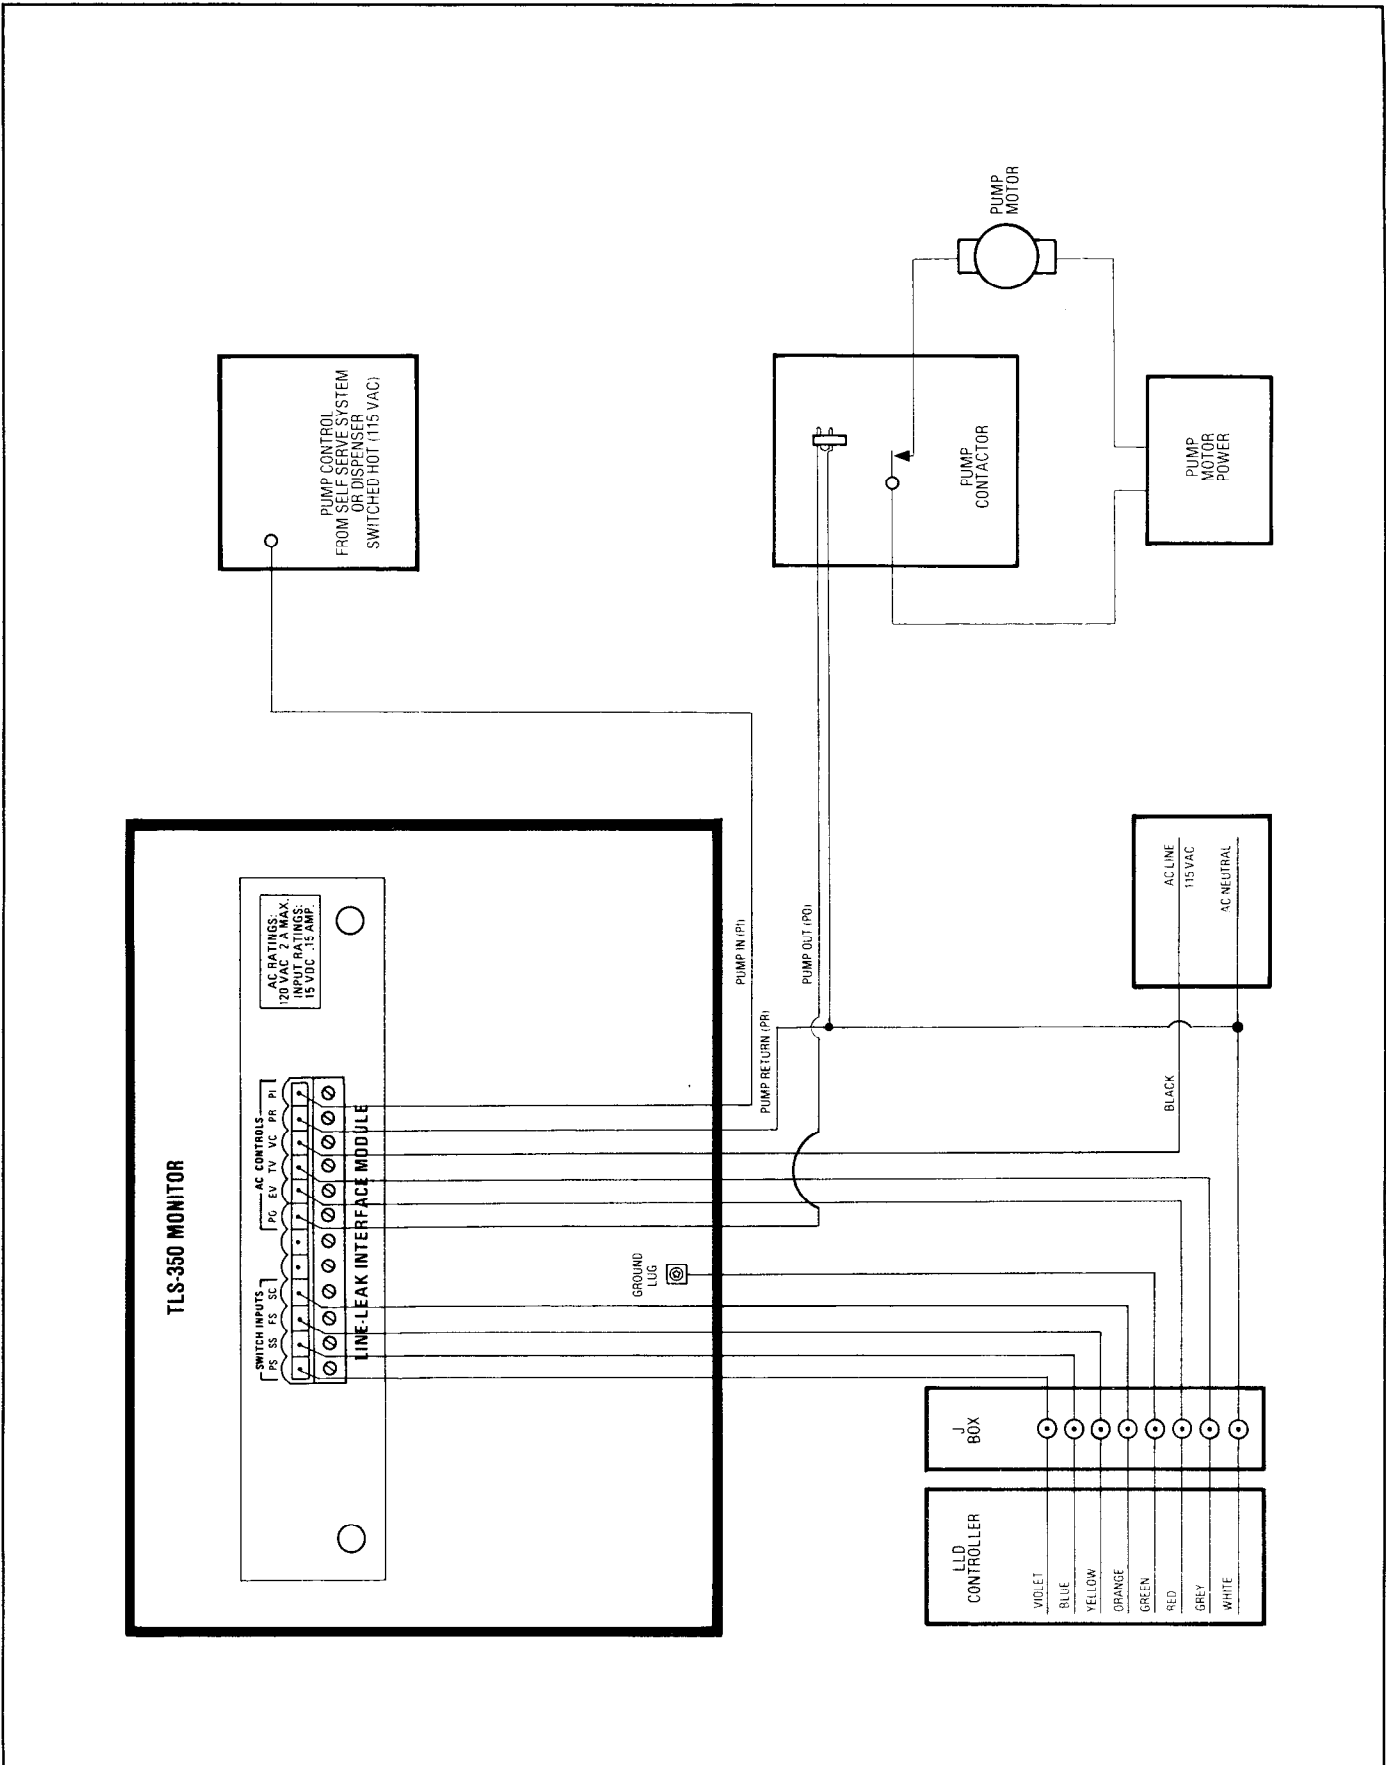 TLS-350 MONITOR
SWITCH INPUTS
PS SS FS SC
AC CONTROLS
PO EV TV VC PR PI
AC RATINGS:
120 VAC 2 A MAX.
INPUT RATINGS:
15 VDC .15 AMP.
LINE-LEAK INTERFACE MODULE
GROUND
LUG
PUMP IN (PI)
PUMP RETURN (PR)
PUMP OUT (PO)
PUMP CONTROL
FROM SELF SERVE SYSTEM
OR DISPENSER
SWITCHED HOT (115 VAC)
PUMP
MOTOR
PUMP
CONTACTOR
PUMP
MOTOR
POWER
AC LINE
115 VAC
AC NEUTRAL
BLACK
J
BOX
LLD
CONTROLLER
VIOLET
BLUE
YELLOW
ORANGE
GREEN
RED
GREY
WHITE